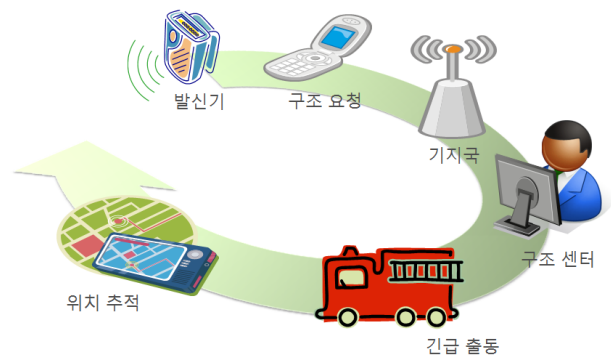 발신기
구조 요청
기지국
구조 센터
긴급 출동
위치 추적